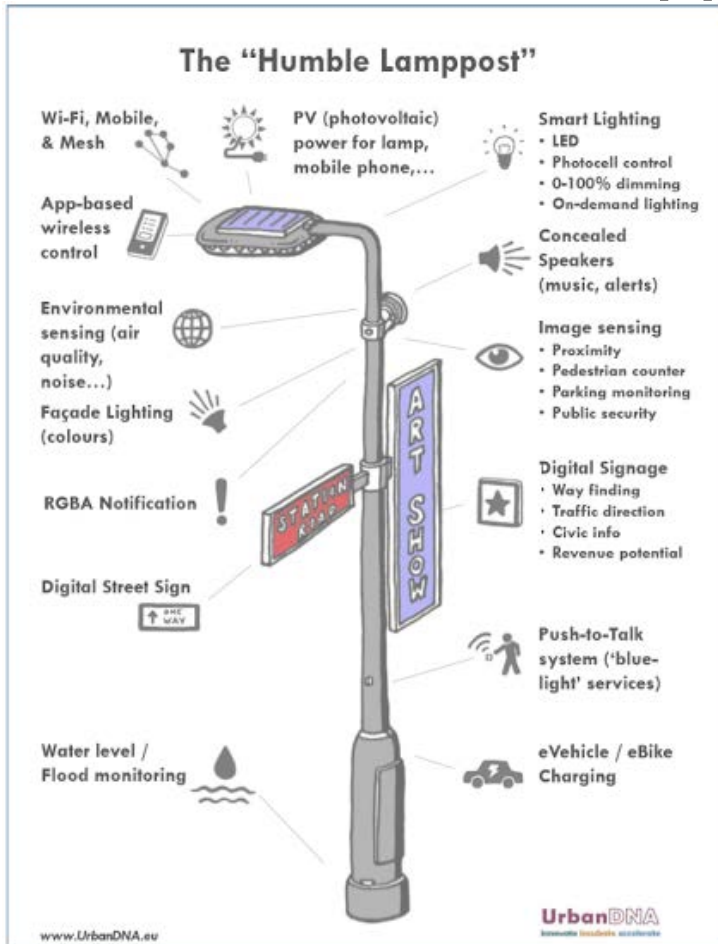 The “Humble Lamppost”
Wi-Fi, Mobile,
& Mesh
PV (photovoltaic)
power for lamp,
mobile phone,...
Smart Lighting
• LED
• Photocell control
• 0-100% dimming
• On-demand lighting
App-based
wireless
control
Concealed
Speakers
(music, alerts)
Environmental
sensing (air
quality,
noise...)
Image sensing
• Proximity
• Pedestrian counter
• Parking monitoring
• Public security
Façade Lighting
(colours)
ART SHOW
STATION
ROAD
RGBA Notification
Digital Signage
• Way finding
• Traffic direction
• Civic info
• Revenue potential
Digital Street Sign
ONE
WAY
Push-to-Talk
system (‘blue-
light’ services)
Water level /
Flood monitoring
eVehicle / eBike
Charging
www.UrbanDNA.eu
UrbanDNA
innovate incubate accelerate